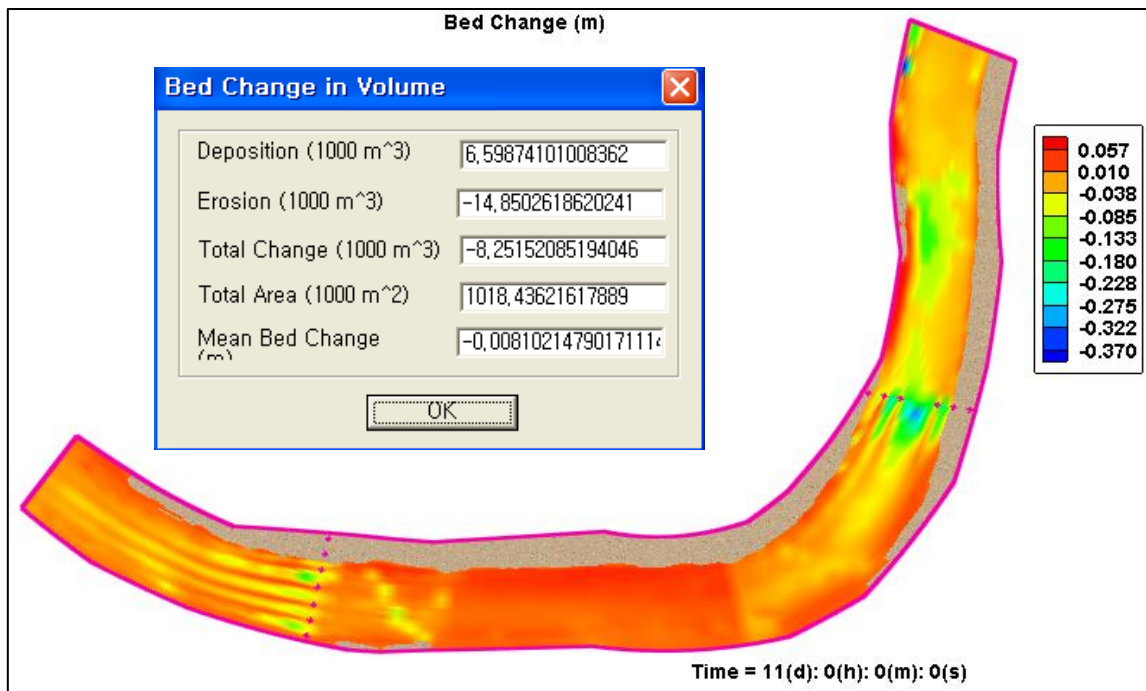 Bed Change (m)
Bed Change in Volume
Deposition (1000 m^3) 6,59874101008362
Erosion (1000 m^3) -14,8502618620241
Total Change (1000 m^3) -8,25152085194046
Total Area (1000 m^2) 1018,43621617889
Mean Bed Change -0,0081021479017111
OK
0.057
0.010
-0.038
-0.085
-0.133
-0.180
-0.228
-0.275
-0.322
-0.370
Time = 11(d): 0(h): 0(m): 0(s)